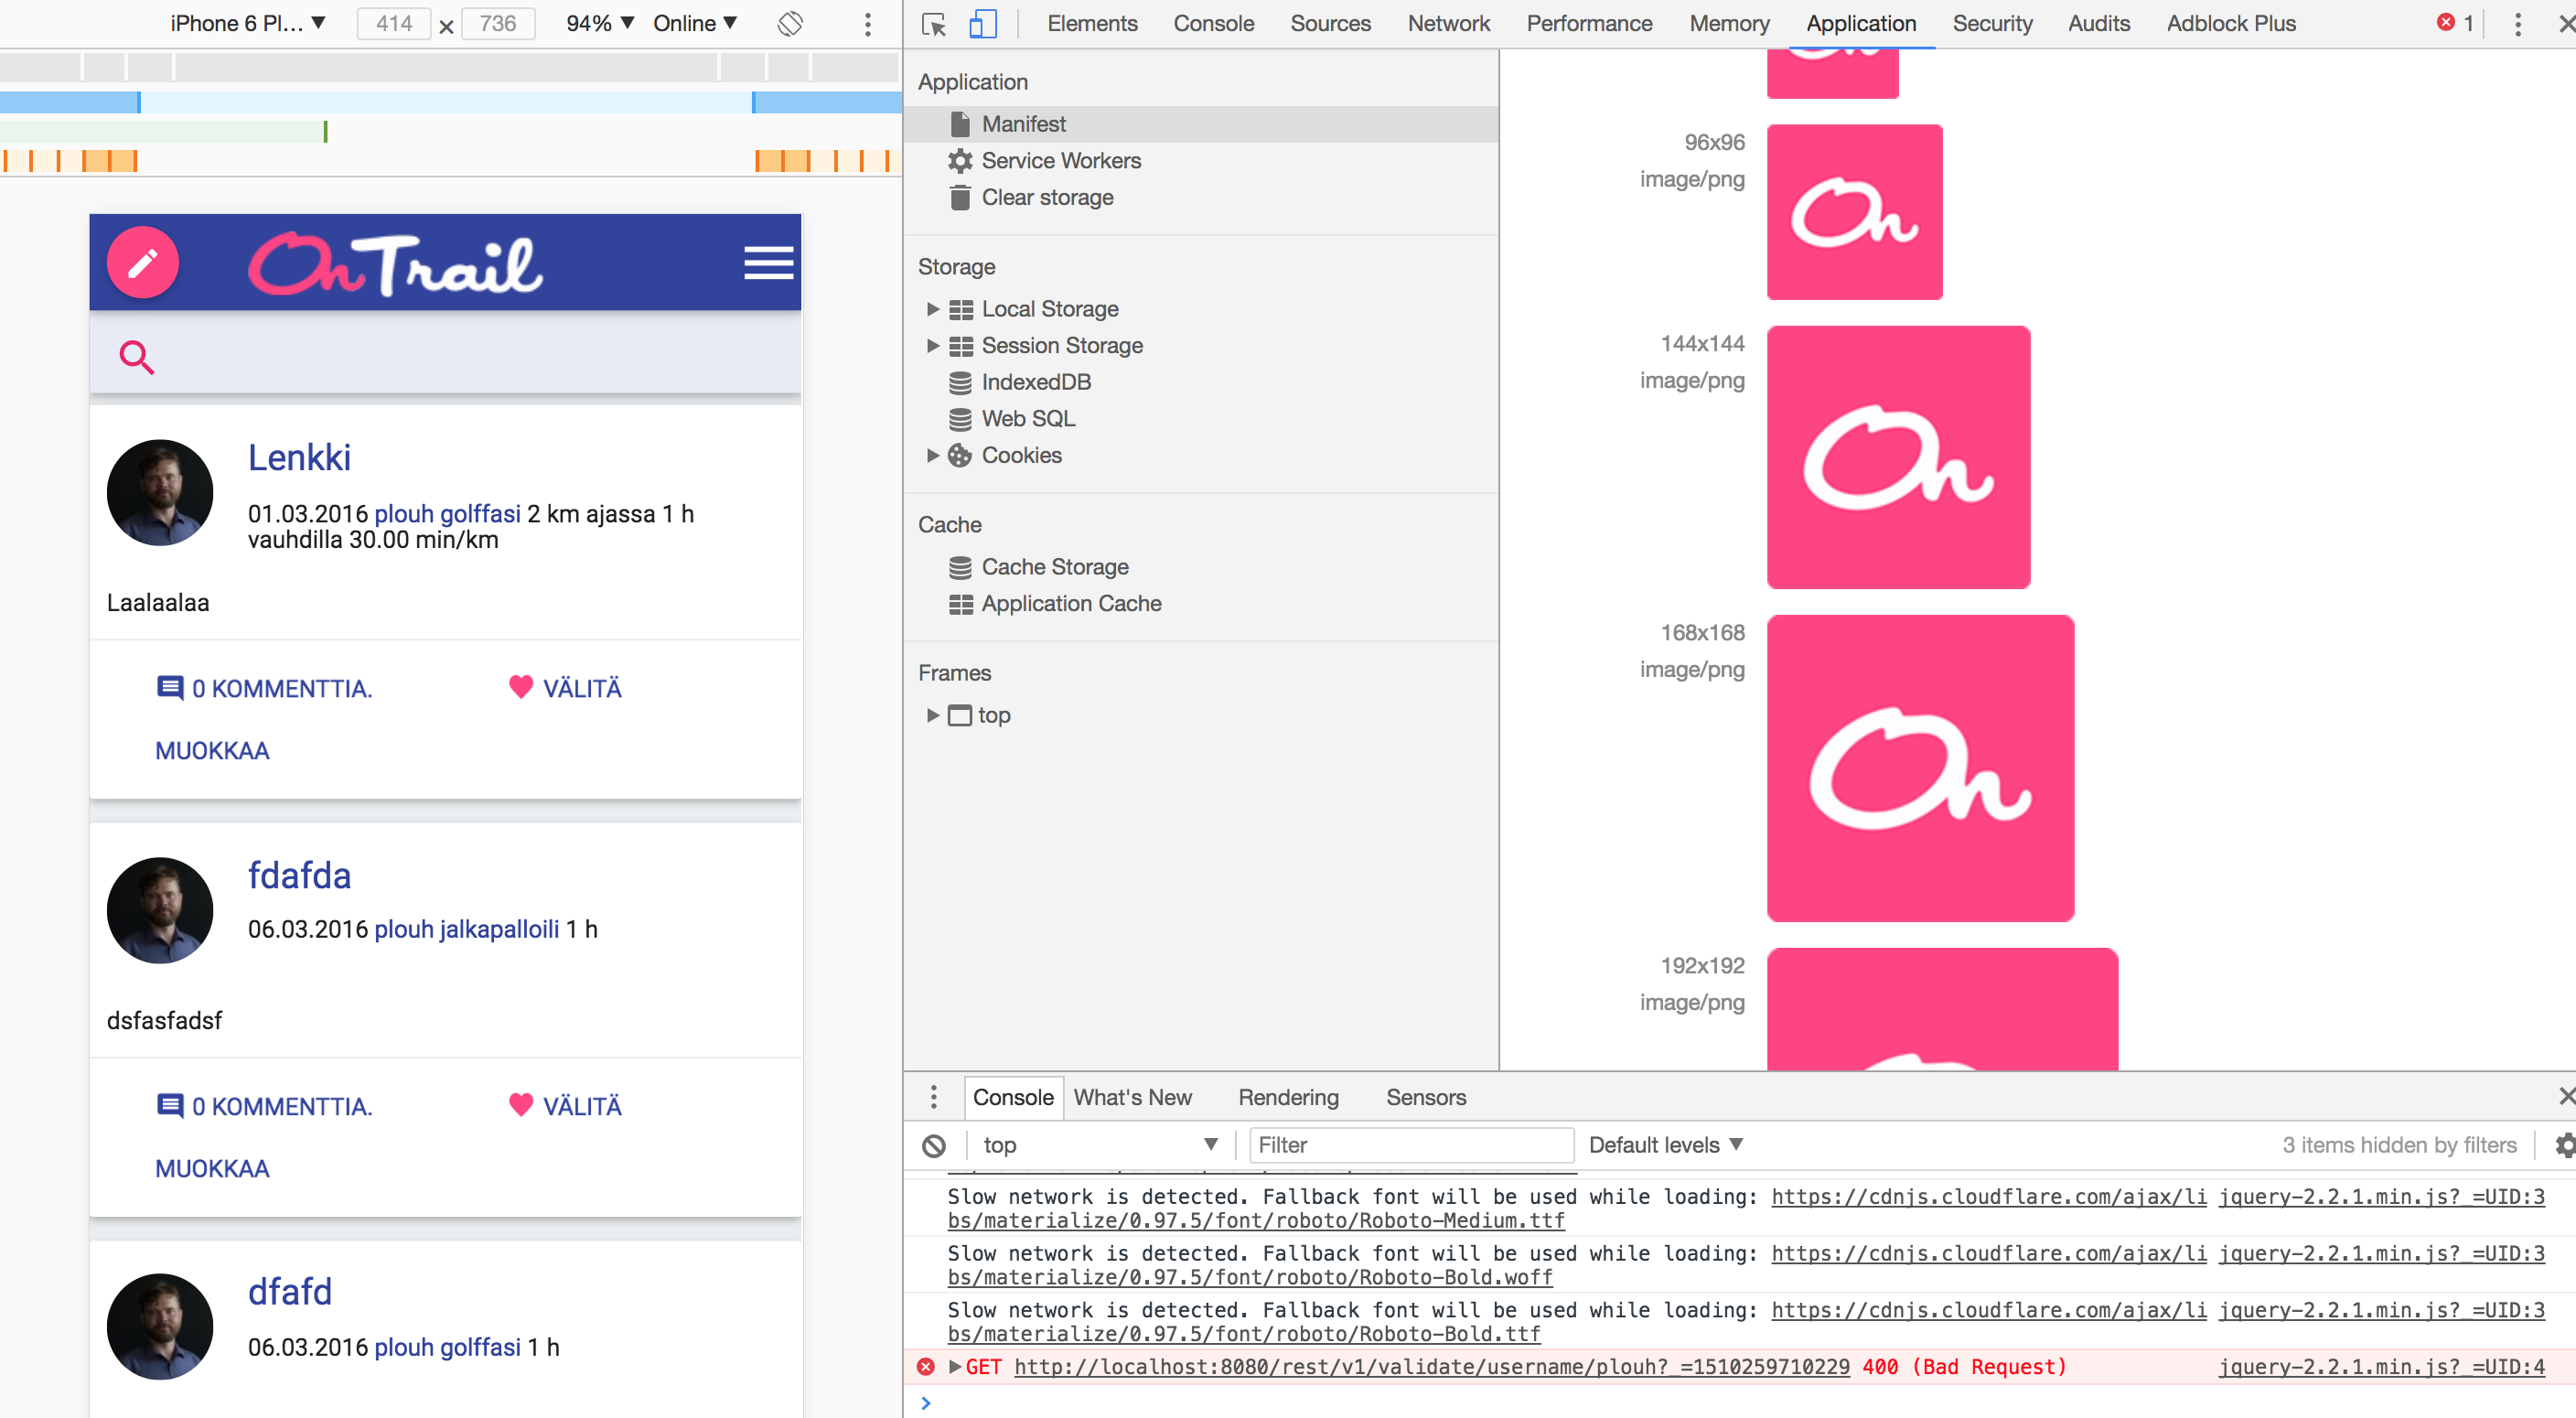 iPhone 6 Pl... ▼ 414 × 736 94% ▼ Online ▼
OnTrail
Lenkki
01.03.2016 plouh golffasi 2 km ajassa 1 h
vauhdilla 30.00 min/km
Laalaalaa
0 KOMMENTTIA. VÄLITÄ
MUOKKAA
fdafda
06.03.2016 plouh jalkapalloili 1 h
dsfasfadsf
0 KOMMENTTIA. VÄLITÄ
MUOKKAA
dfafd
06.03.2016 plouh golffasi 1 h
Elements Console Sources Network Performance Memory Application Security Audits Adblock Plus 1
Application
Manifest
Service Workers
Clear storage
Storage
Local Storage
Session Storage
IndexedDB
Web SQL
Cookies
Cache
Cache Storage
Application Cache
Frames
top
96x96
image/png
On
144x144
image/png
On
168x168
image/png
On
192x192
image/png
Console What's New Rendering Sensors
top ▼ Filter Default levels ▼ 3 items hidden by filters
Slow network is detected. Fallback font will be used while loading: https://cdnjs.cloudflare.com/ajax/li jquery-2.2.1.min.js?_=UID:3
bs/materialize/0.97.5/font/roboto/Roboto-Medium.ttf
Slow network is detected. Fallback font will be used while loading: https://cdnjs.cloudflare.com/ajax/li jquery-2.2.1.min.js?_=UID:3
bs/materialize/0.97.5/font/roboto/Roboto-Bold.woff
Slow network is detected. Fallback font will be used while loading: https://cdnjs.cloudflare.com/ajax/li jquery-2.2.1.min.js?_=UID:3
bs/materialize/0.97.5/font/roboto/Roboto-Bold.ttf
GET http://localhost:8080/rest/v1/validate/username/plouh?_=1510259710229 400 (Bad Request) jquery-2.2.1.min.js?_=UID:4